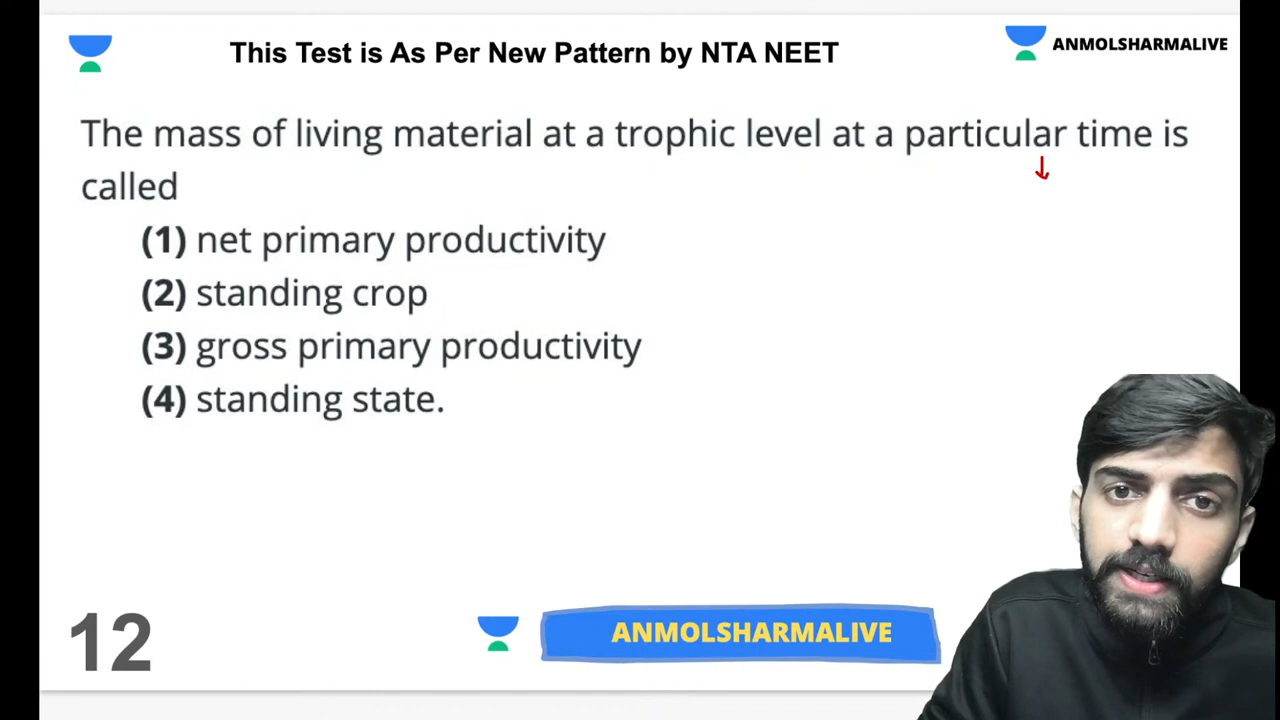 This Test is As Per New Pattern by NTA NEET
ANMOLSHARMALIVE
The mass of living material at a trophic level at a particular time is
called
(1) net primary productivity
(2) standing crop
(3) gross primary productivity
(4) standing state.
12
ANMOLSHARMALIVE